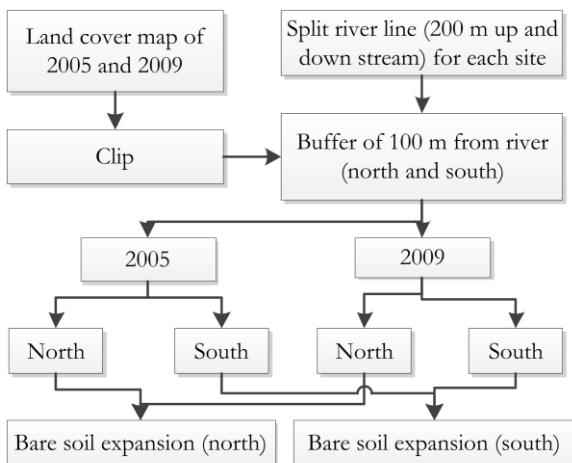 Land cover map of
2005 and 2009
Split river line (200 m up and
down stream) for each site
Clip
Buffer of 100 m from river
(north and south)
2005
2009
North
South
North
South
Bare soil expansion (north)
Bare soil expansion (south)